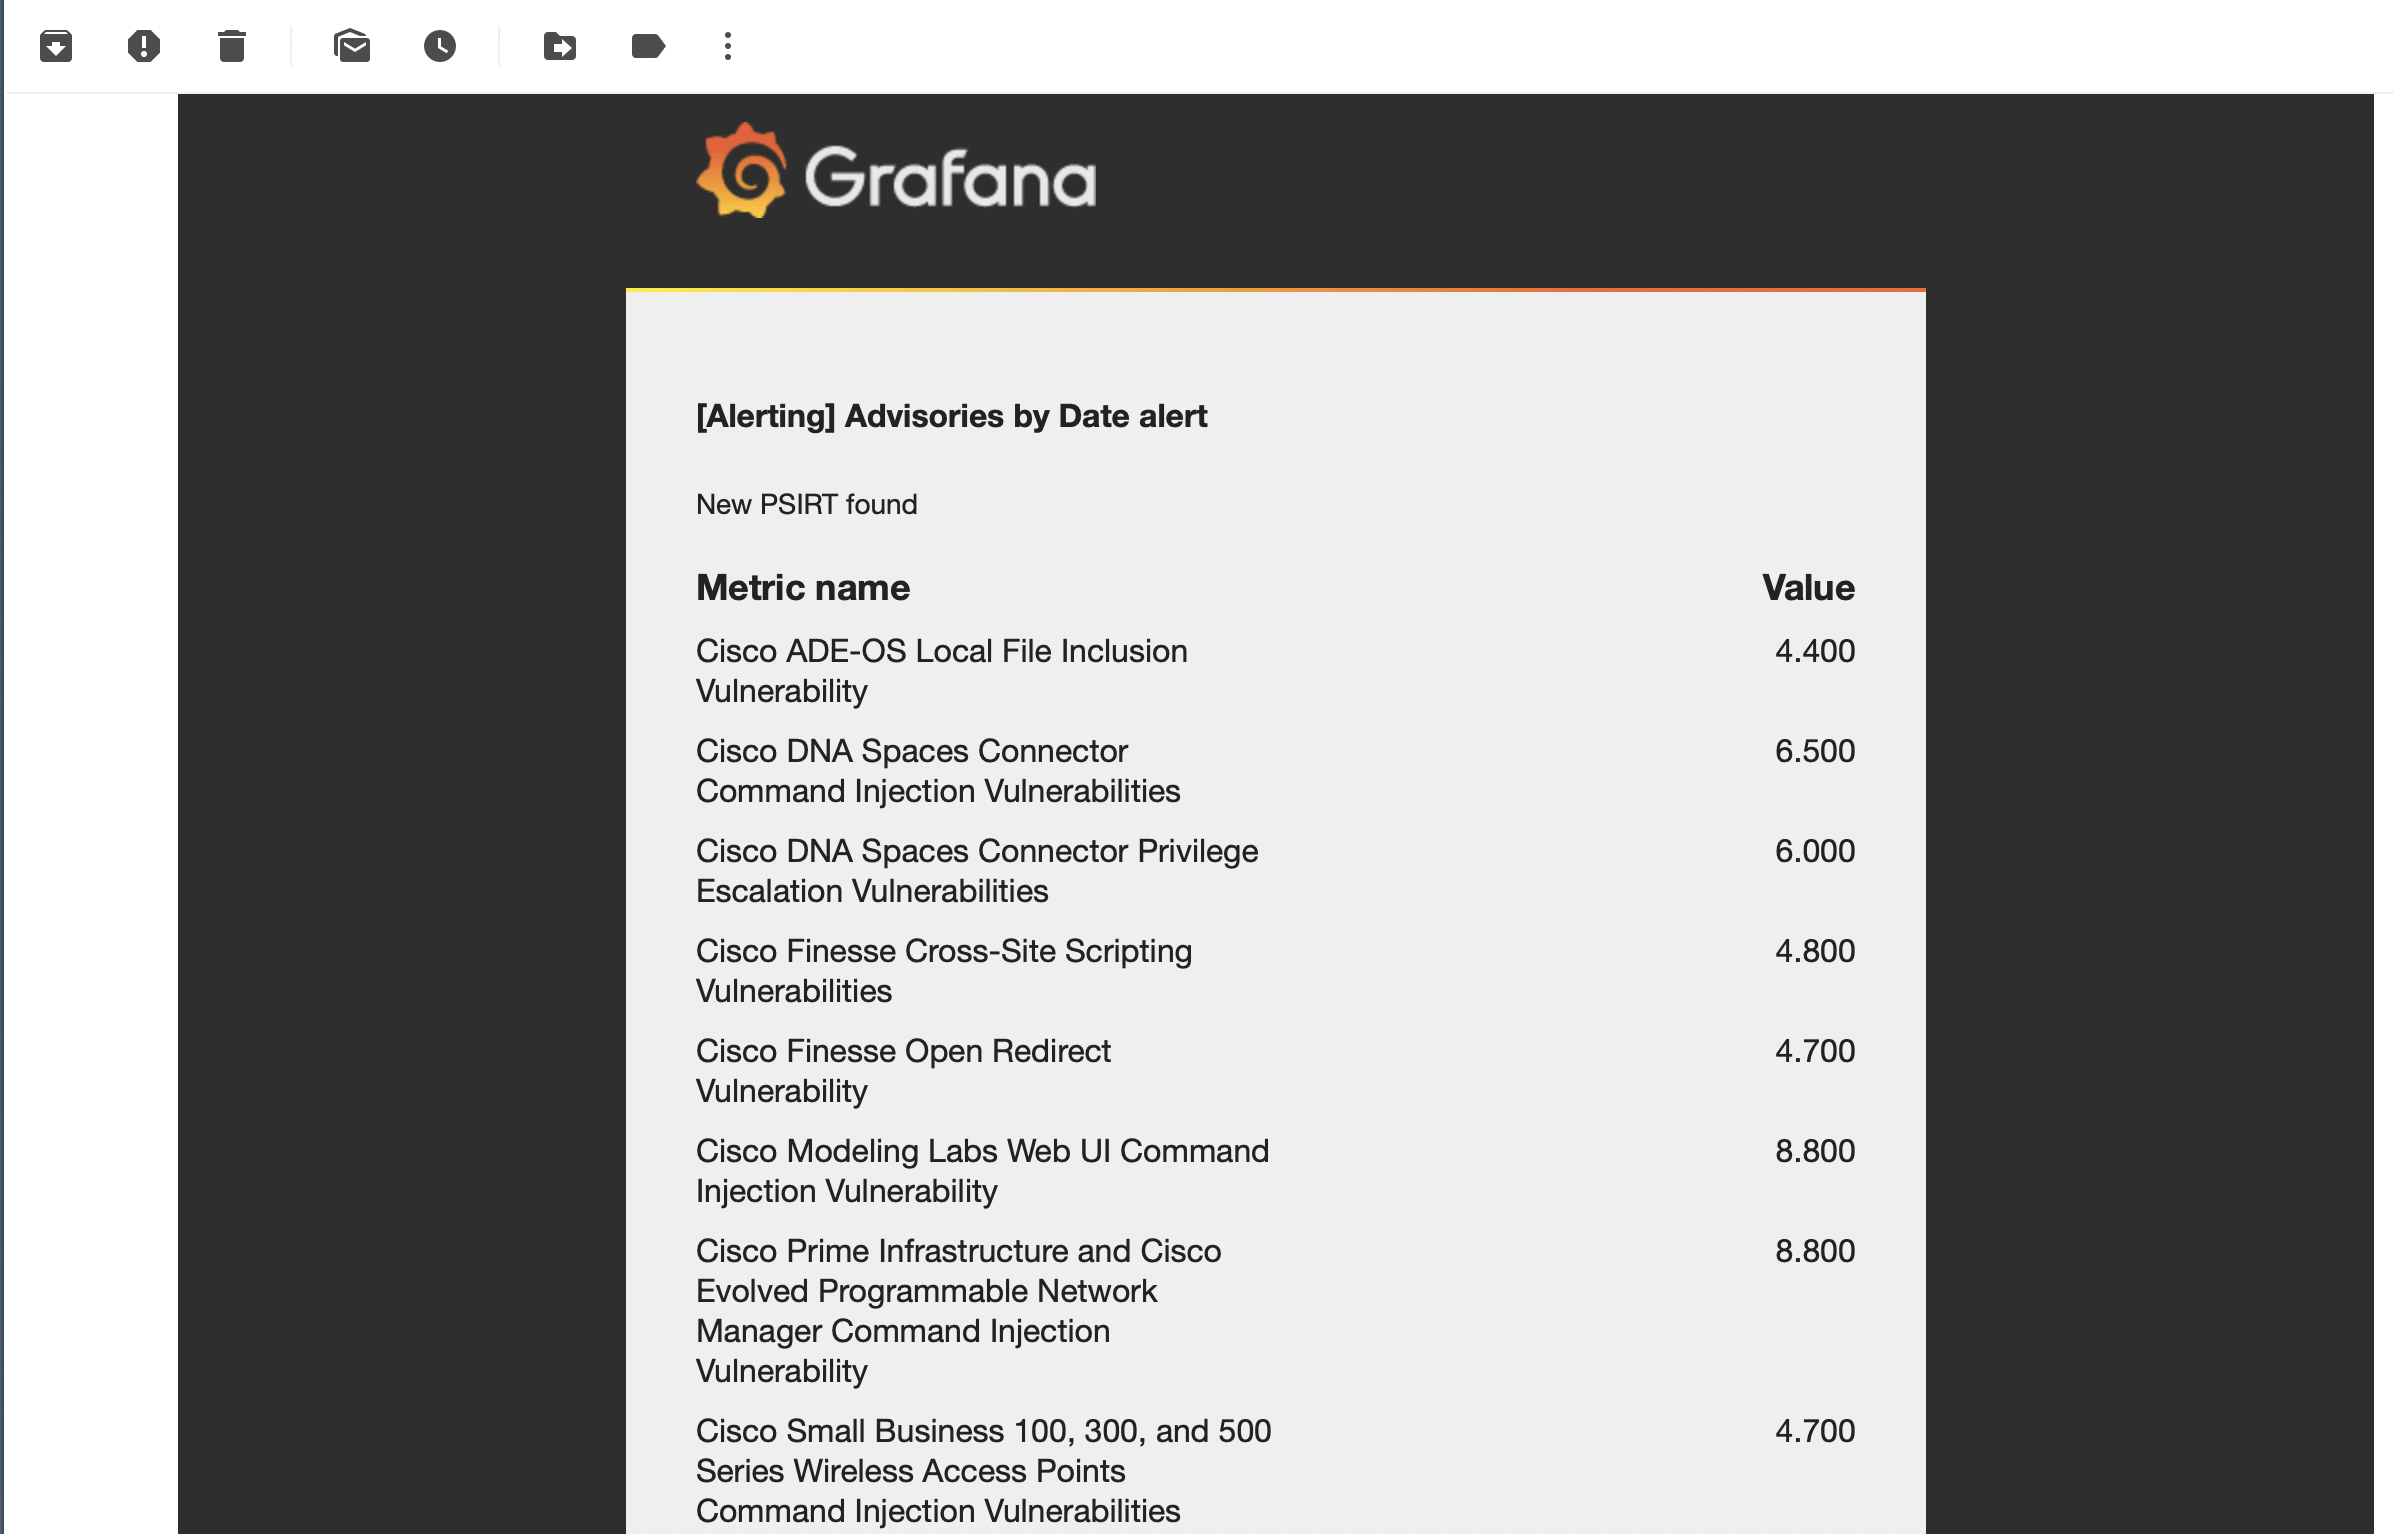 Grafana
[Alerting] Advisories by Date alert
New PSIRT found
Metric name Value
Cisco ADE-OS Local File Inclusion 4.400
Vulnerability
Cisco DNA Spaces Connector 6.500
Command Injection Vulnerabilities
Cisco DNA Spaces Connector Privilege 6.000
Escalation Vulnerabilities
Cisco Finesse Cross-Site Scripting 4.800
Vulnerabilities
Cisco Finesse Open Redirect 4.700
Vulnerability
Cisco Modeling Labs Web UI Command 8.800
Injection Vulnerability
Cisco Prime Infrastructure and Cisco 8.800
Evolved Programmable Network
Manager Command Injection
Vulnerability
Cisco Small Business 100, 300, and 500 4.700
Series Wireless Access Points
Command Injection Vulnerabilities